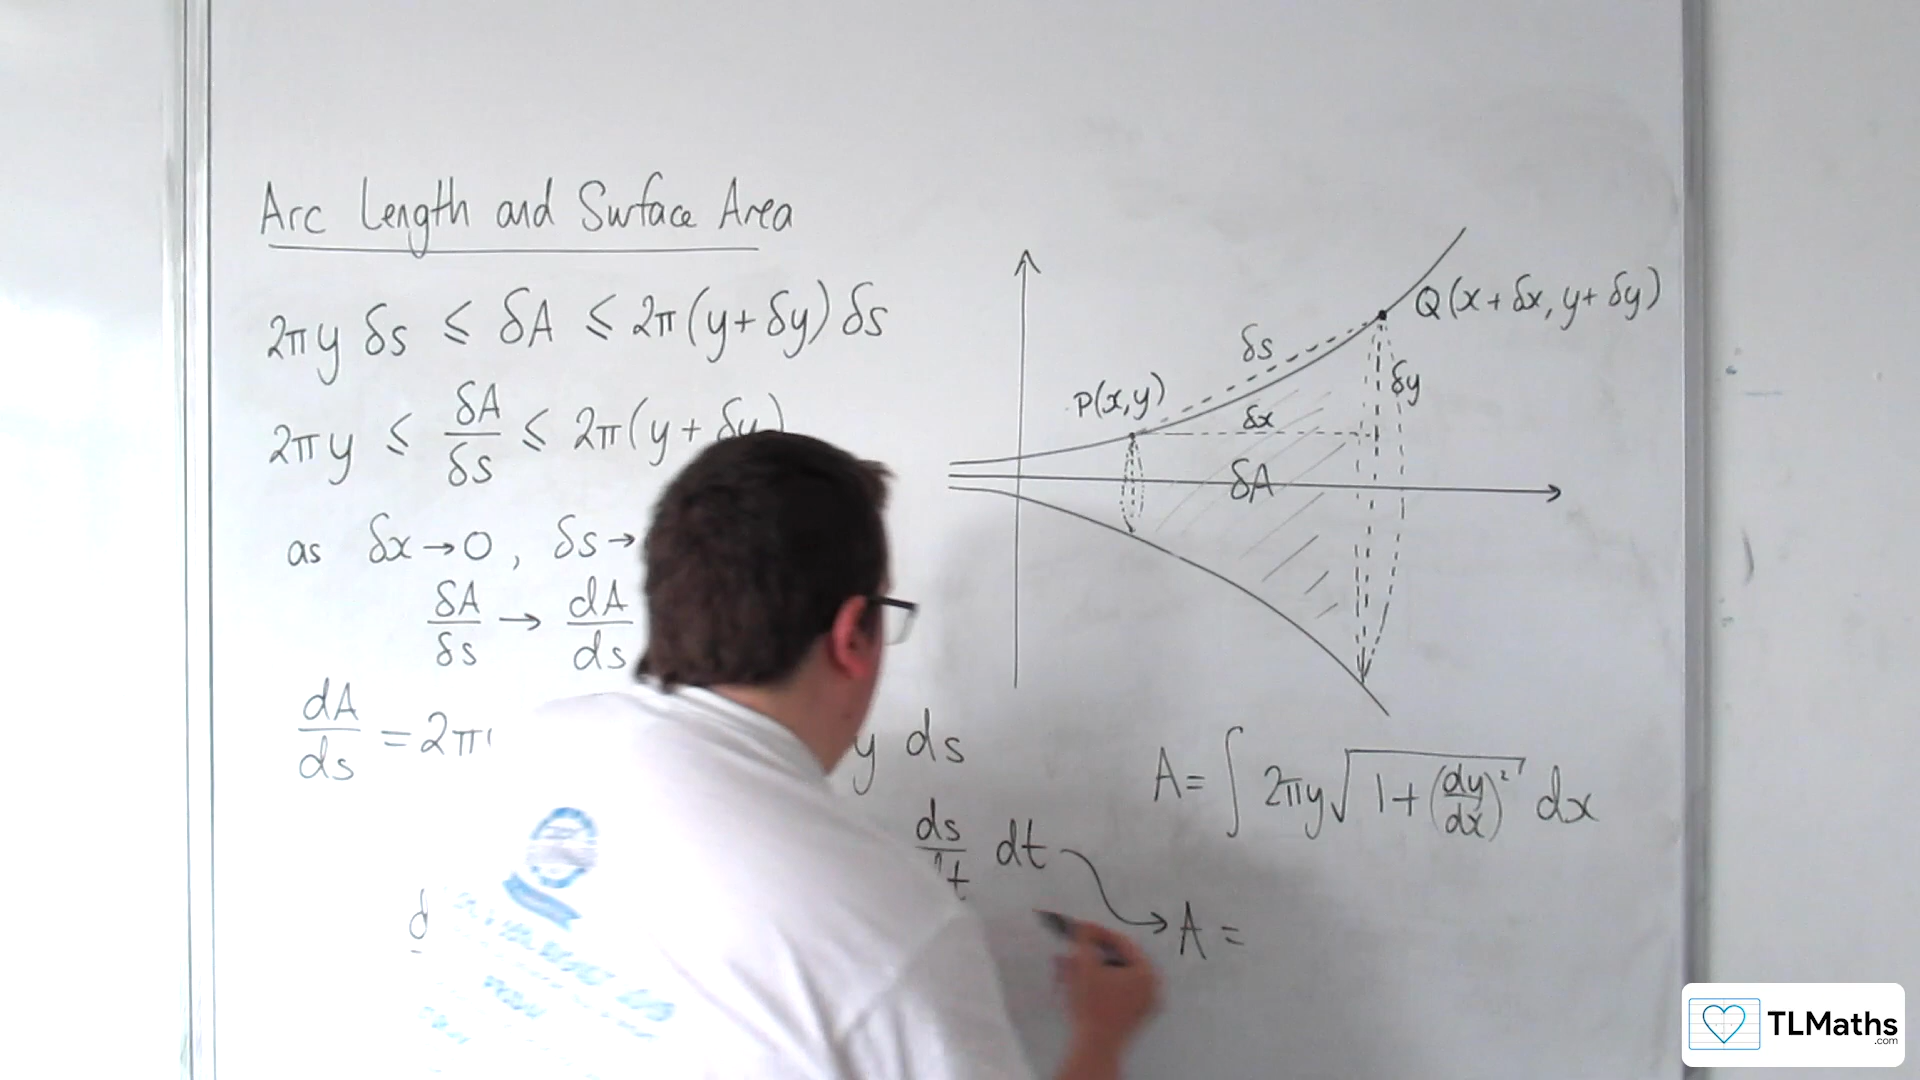 Arc Length and Surface Area
2πy δs ≤ δA ≤ 2π(y+δy) δs
2πy ≤ δA/δs ≤ 2π(y+δy)
as δx→0, δs→
δA/δs → dA/ds
dA/ds = 2π
y ds
ds/dt dt
d
A = ∫ 2πy√(1+(dy/dx)²) dx
A =
P(x,y)
Q(x+δx, y+δy)
δs
δy
δx
δA
TLMaths
.com